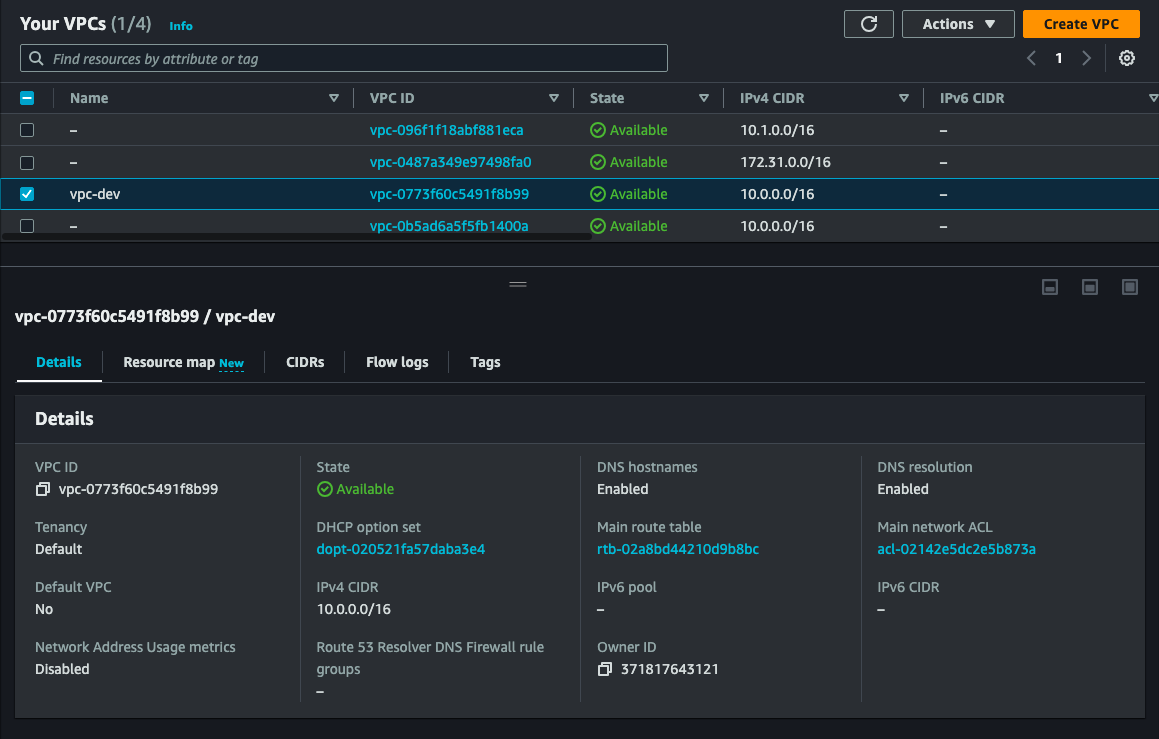 Your VPCs (1/4) Info
Actions Create VPC
Find resources by attribute or tag
1
Name VPC ID State IPv4 CIDR IPv6 CIDR
– vpc-096f1f18abf881eca Available 10.1.0.0/16 –
– vpc-0487a349e97498fa0 Available 172.31.0.0/16 –
vpc-dev vpc-0773f60c5491f8b99 Available 10.0.0.0/16 –
– vpc-0b5ad6a5f5fb1400a Available 10.0.0.0/16 –
vpc-0773f60c5491f8b99 / vpc-dev
Details Resource map New CIDRs Flow logs Tags
Details
VPC ID State DNS hostnames DNS resolution
vpc-0773f60c5491f8b99 Available Enabled Enabled
Tenancy DHCP option set Main route table Main network ACL
Default dopt-020521fa57daba3e4 rtb-02a8bd44210d9b8bc acl-02142e5dc2e5b873a
Default VPC IPv4 CIDR IPv6 pool IPv6 CIDR
No 10.0.0.0/16 – –
Network Address Usage metrics Route 53 Resolver DNS Firewall rule Owner ID
Disabled groups 371817643121
–